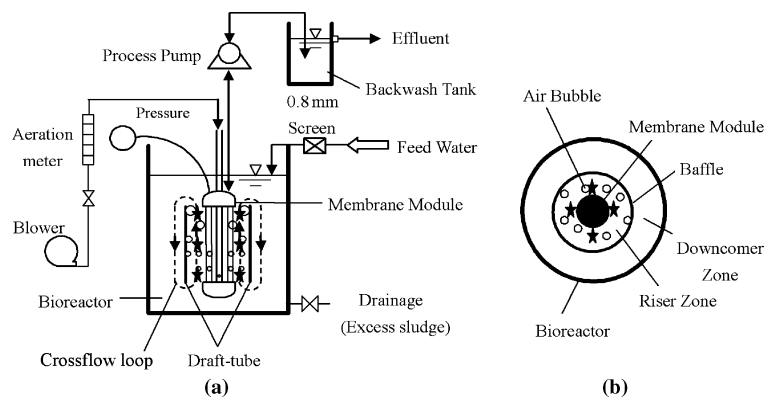 Process Pump
Effluent
Backwash Tank
0.8 mm
Screen
Feed Water
Pressure
Aeration
meter
Blower
Membrane Module
Bioreactor
Drainage
(Excess sludge)
Crossflow loop
Draft-tube
(a)
Air Bubble
Membrane Module
Baffle
Downcomer
Zone
Riser Zone
Bioreactor
(b)